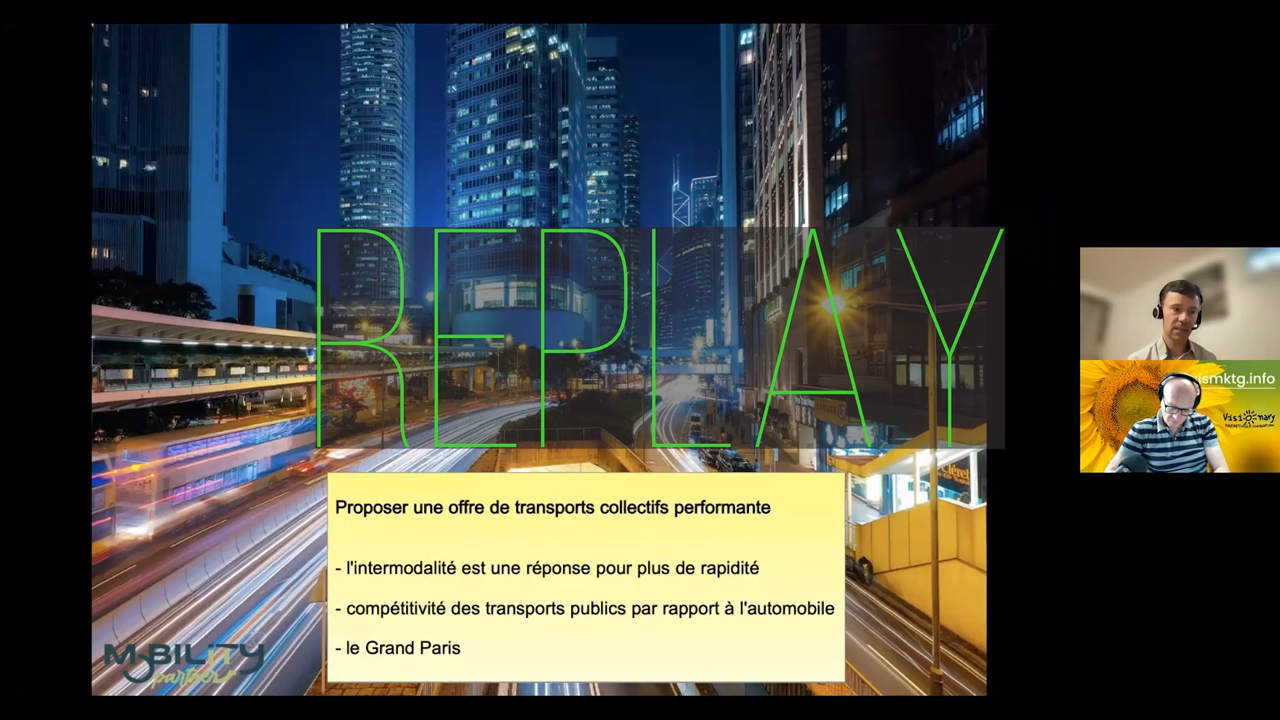 REPLAY
ismktg.info
Visionary
Proposer une offre de transports collectifs performante
- l'intermodalité est une réponse pour plus de rapidité
- compétitivité des transports publics par rapport à l'automobile
- le Grand Paris
MOBILITY
partner